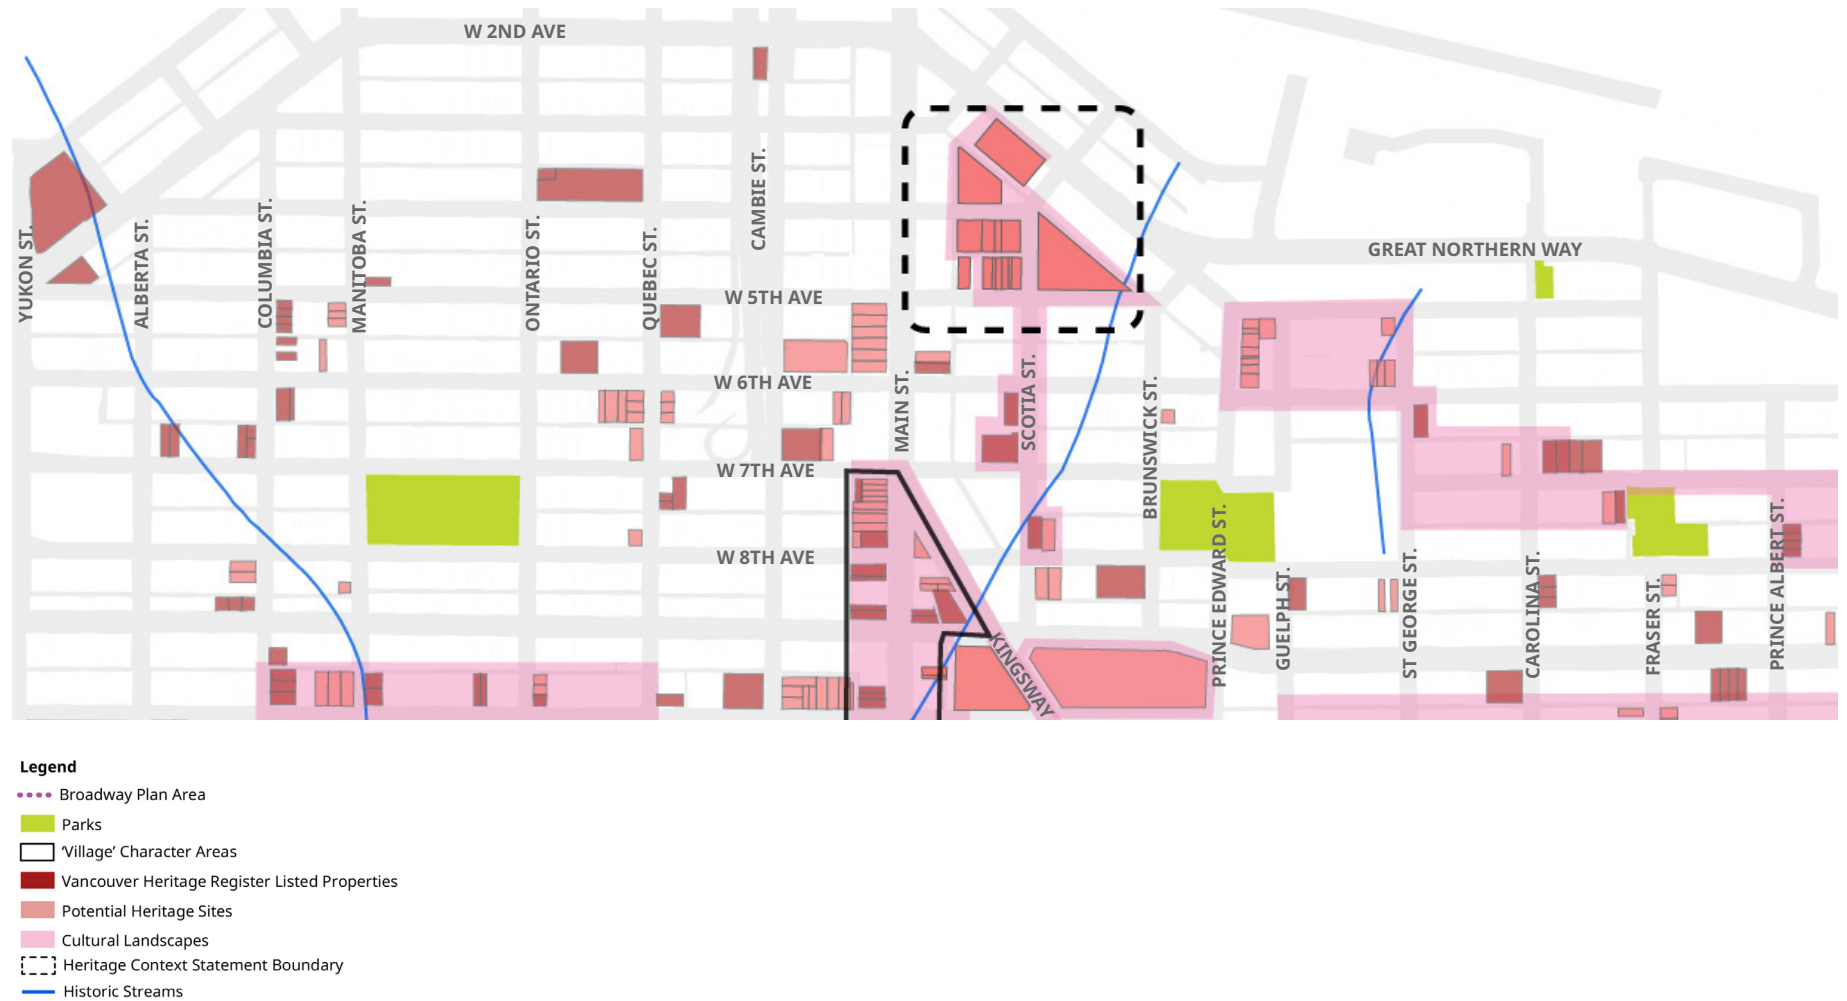 W 2ND AVE
CAMBIE ST.
YUKON ST.
ALBERTA ST.
COLUMBIA ST.
MANITOBA ST.
ONTARIO ST.
QUEBEC ST.
GREAT NORTHERN WAY
W 5TH AVE
W 6TH AVE
MAIN ST.
SCOTIA ST.
BRUNSWICK ST.
W 7TH AVE
W 8TH AVE
PRINCE EDWARD ST.
GUELPH ST.
ST GEORGE ST.
CAROLINA ST.
FRASER ST.
PRINCE ALBERT ST.
KINGSWAY
Legend
Broadway Plan Area
Parks
‘Village’ Character Areas
Vancouver Heritage Register Listed Properties
Potential Heritage Sites
Cultural Landscapes
Heritage Context Statement Boundary
Historic Streams